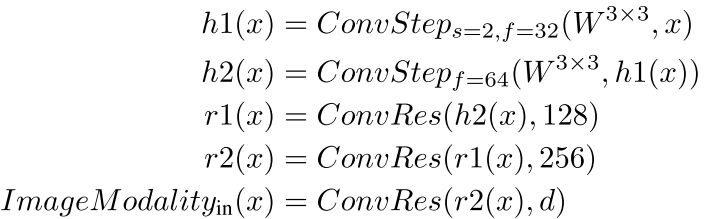 h1(x) = ConvStep_{s=2,f=32}(W^{3×3}, x)
h2(x) = ConvStep_{f=64}(W^{3×3}, h1(x))
r1(x) = ConvRes(h2(x), 128)
r2(x) = ConvRes(r1(x), 256)
ImageModality_{in}(x) = ConvRes(r2(x), d)